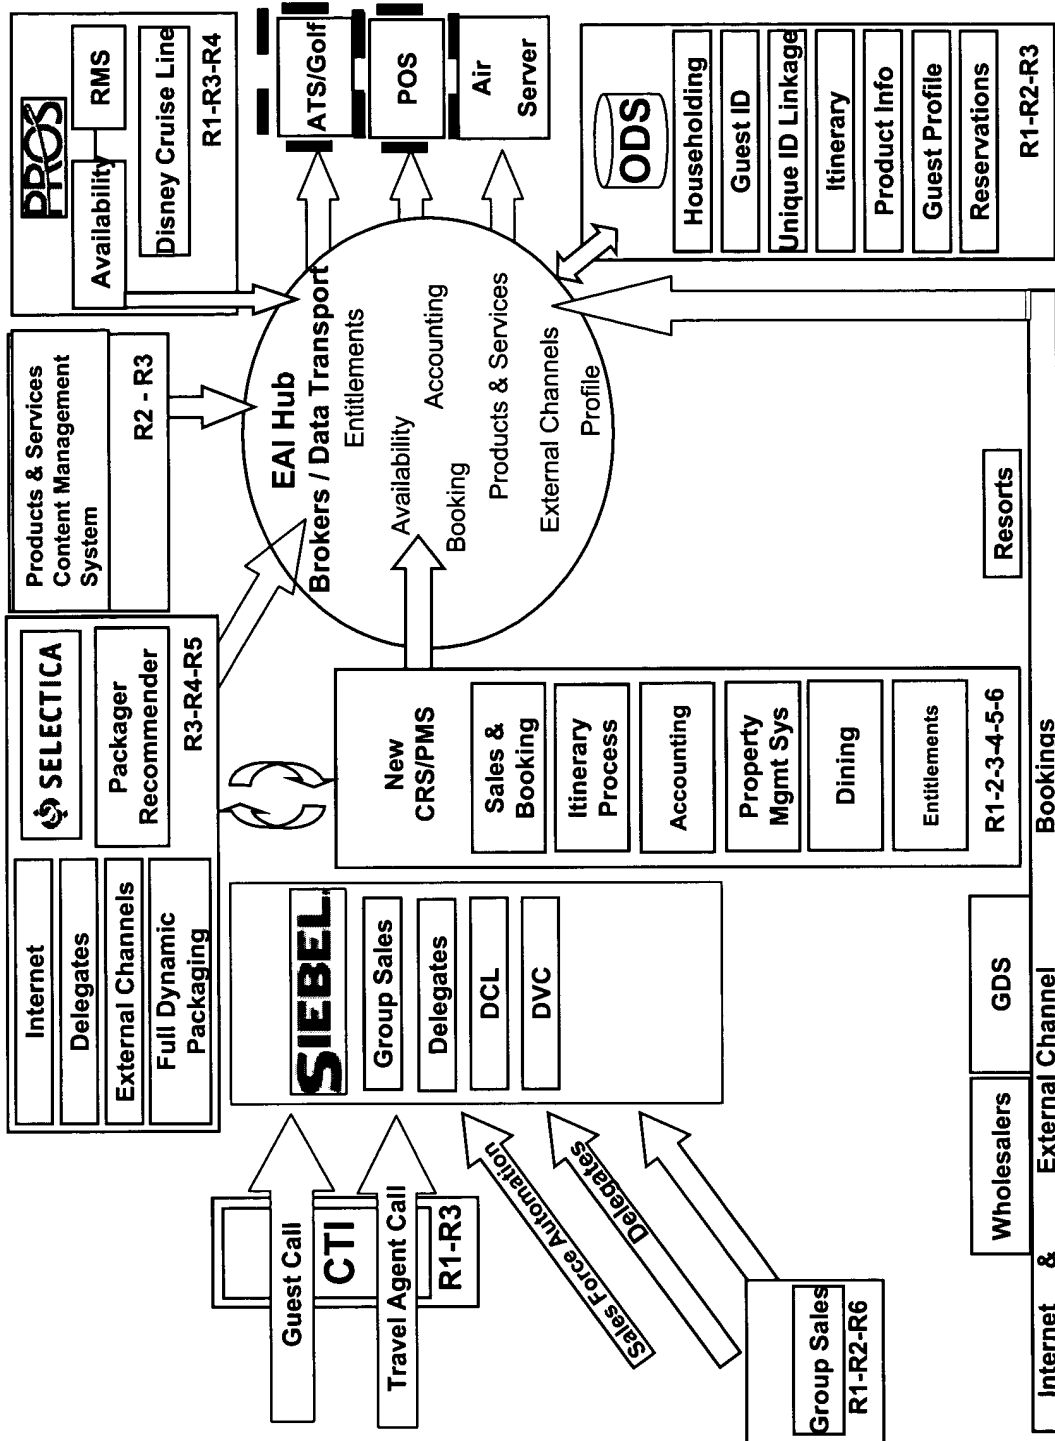 Internet
Delegates
External Channels
Full Dynamic
Packaging
SELECTICA
Packager
Recommender
R3-R4-R5
Products & Services
Content Management
System
R2 - R3
PROS
Availability
RMS
Disney Cruise Line
R1-R3-R4
Guest Call
CTI
Travel Agent Call
R1-R3
SIEBEL
Group Sales
Delegates
DCL
DVC
Sales Force Automation
Delegates
Group Sales
R1-R2-R6
New
CRS/PMS
Sales &
Booking
Itinerary
Process
Accounting
Property
Mgmt Sys
Dining
Entitlements
R1-2-3-4-5-6
EAI Hub
Brokers / Data Transport
Entitlements
Availability
Accounting
Booking
Products & Services
External Channels
Profile
ATS/Golf
POS
Air
Server
ODS
Householding
Guest ID
Unique ID Linkage
Itinerary
Product Info
Guest Profile
Reservations
R1-R2-R3
Wholesalers
GDS
Resorts
Internet & External Channel Bookings